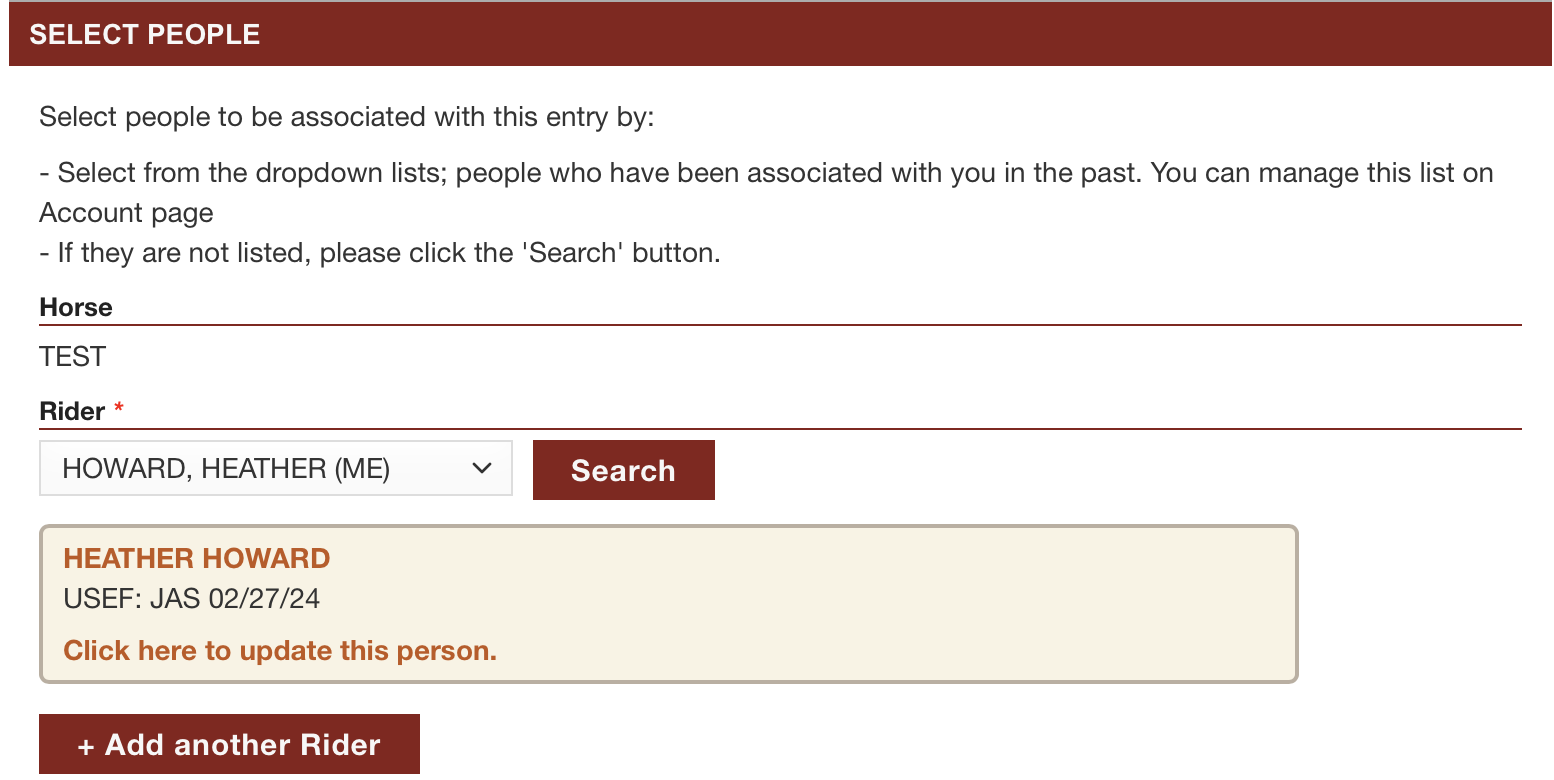 SELECT PEOPLE
Select people to be associated with this entry by:
- Select from the dropdown lists; people who have been associated with you in the past. You can manage this list on
Account page
- If they are not listed, please click the 'Search' button.
Horse
TEST
Rider *
HOWARD, HEATHER (ME)
Search
HEATHER HOWARD
USEF: JAS 02/27/24
Click here to update this person.
+ Add another Rider